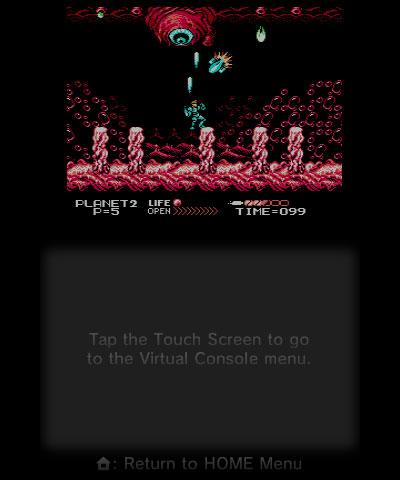 PLANET2 LIFE
P=5 OPEN TIME=099
Tap the Touch Screen to go
to the Virtual Console menu.
: Return to HOME Menu